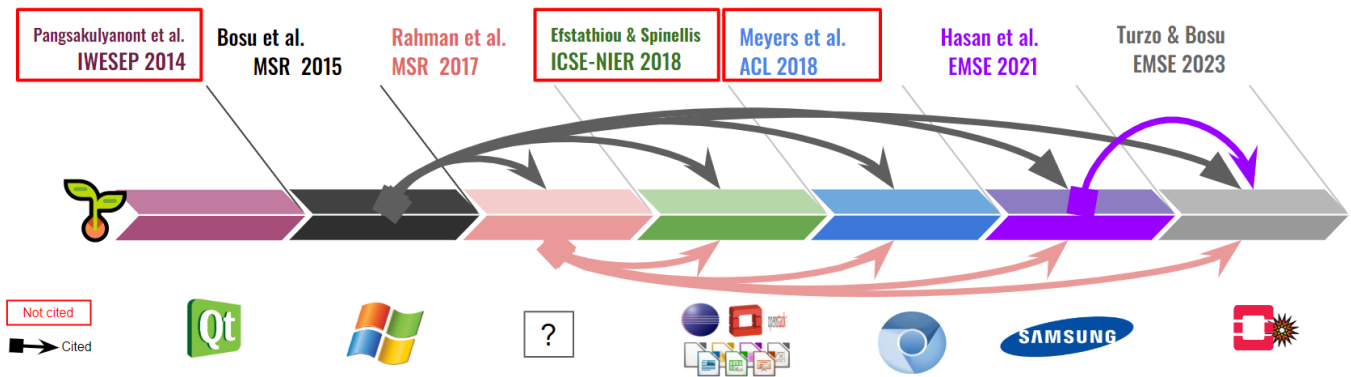 Pangsakulyanont et al.
IWESEP 2014
Bosu et al.
MSR 2015
Rahman et al.
MSR 2017
Efstathiou & Spinellis
ICSE-NIER 2018
Meyers et al.
ACL 2018
Hasan et al.
EMSE 2021
Turzo & Bosu
EMSE 2023
Not cited
Cited
Qt
?
SAMSUNG